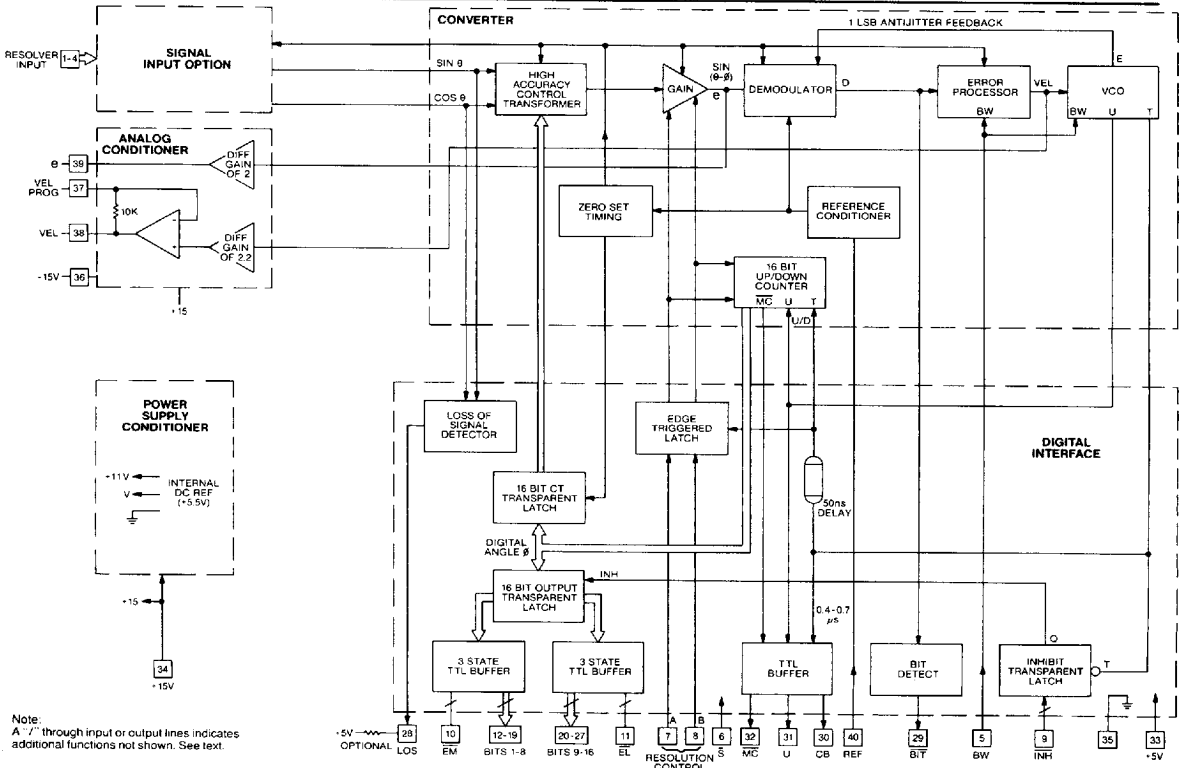 CONVERTER
1 LSB ANTIJITTER FEEDBACK
RESOLVER
INPUT
1-4
SIGNAL
INPUT OPTION
SIN θ
COS θ
HIGH
ACCURACY
CONTROL
TRANSFORMER
GAIN
SIN
(θ-ø)
e
DEMODULATOR
D
ERROR
PROCESSOR
BW
VEL
E
VCO
BW U T
ANALOG
CONDITIONER
e
39
DIFF
GAIN
OF 2
VEL
PROG
37
10K
VEL
38
DIFF
GAIN
OF 2.2
-15V
36
+15
ZERO SET
TIMING
REFERENCE
CONDITIONER
16 BIT
UP/DOWN
COUNTER
MC U T
U/D
POWER
SUPPLY
CONDITIONER
+11V
V
INTERNAL
DC REF
(+5.5V)
+15
34
+15V
LOSS OF
SIGNAL
DETECTOR
EDGE
TRIGGERED
LATCH
DIGITAL
INTERFACE
16 BIT CT
TRANSPARENT
LATCH
50ns
DELAY
DIGITAL
ANGLE ø
16 BIT OUTPUT
TRANSPARENT
LATCH
INH
0.4-0.7
µs
3 STATE
TTL BUFFER
3 STATE
TTL BUFFER
TTL
BUFFER
BIT
DETECT
Q
INHIBIT
TRANSPARENT
LATCH
T
A B
+5V
OPTIONAL
28
LOS
10
EM
12-19
BITS 1-8
20-27
BITS 9-16
11
EL
7
8
RESOLUTION
CONTROL
6
S
32
MC
31
U
30
CB
40
REF
29
BIT
5
BW
9
INH
35
33
+5V
Note:
A "/" through input or output lines indicates
additional functions not shown. See text.